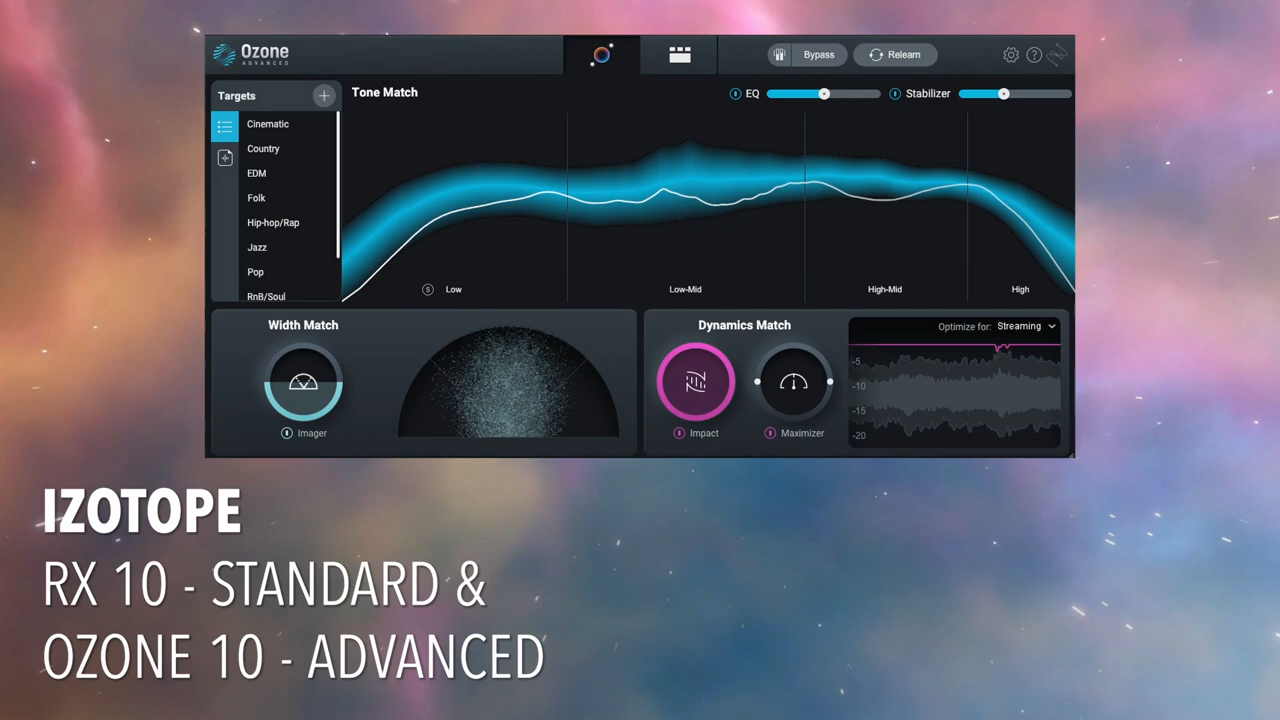 Ozone
ADVANCED
Bypass
Relearn
Targets
Tone Match
EQ
Stabilizer
Cinematic
Country
EDM
Folk
Hip-hop/Rap
Jazz
Pop
RnB/Soul
S
Low
Low-Mid
High-Mid
High
Width Match
Imager
Dynamics Match
Impact
Maximizer
Optimize for: Streaming
-5
-10
-15
-20
IZOTOPE
RX 10 - STANDARD &
OZONE 10 - ADVANCED